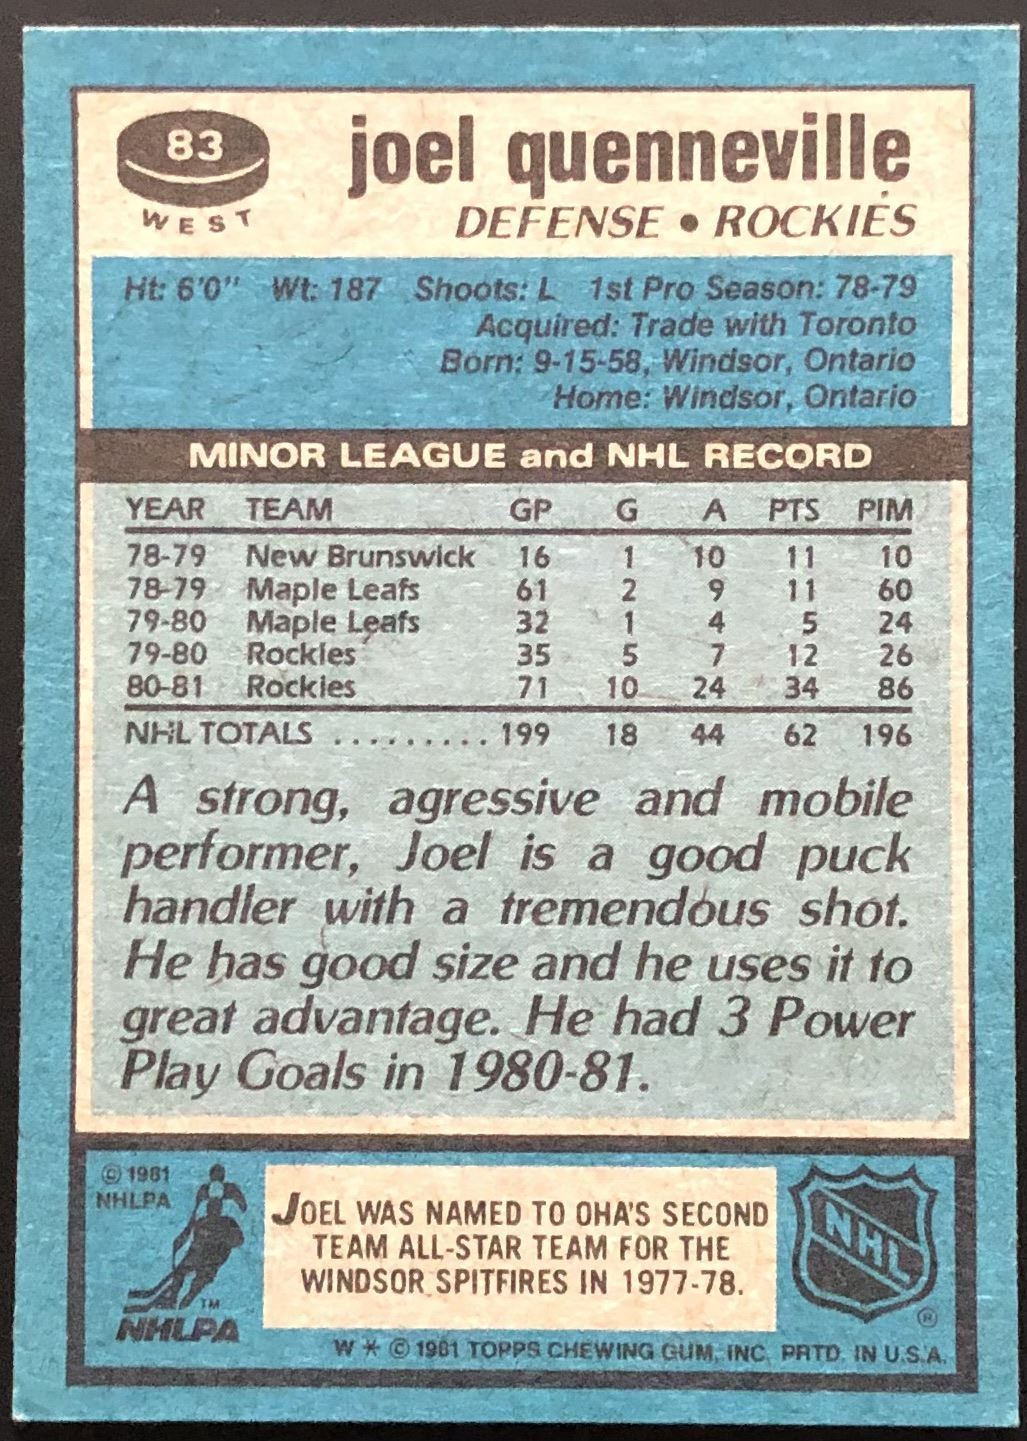 83
WEST
joel quenneville
DEFENSE • ROCKIES
Ht: 6'0" Wt: 187 Shoots: L 1st Pro Season: 78-79
Acquired: Trade with Toronto
Born: 9-15-58, Windsor, Ontario
Home: Windsor, Ontario
MINOR LEAGUE and NHL RECORD
YEAR TEAM GP G A PTS PIM
78-79 New Brunswick 16 1 10 11 10
78-79 Maple Leafs 61 2 9 11 60
79-80 Maple Leafs 32 1 4 5 24
79-80 Rockies 35 5 7 12 26
80-81 Rockies 71 10 24 34 86
NHL TOTALS .......... 199 18 44 62 196
A strong, agressive and mobile
performer, Joel is a good puck
handler with a tremendous shot.
He has good size and he uses it to
great advantage. He had 3 Power
Play Goals in 1980-81.
© 1981
NHLPA
TM
NHLPA
JOEL WAS NAMED TO OHA'S SECOND
TEAM ALL-STAR TEAM FOR THE
WINDSOR SPITFIRES IN 1977-78.
NHL
®
W * © 1981 TOPPS CHEWING GUM, INC. PRTD. IN U.S.A.